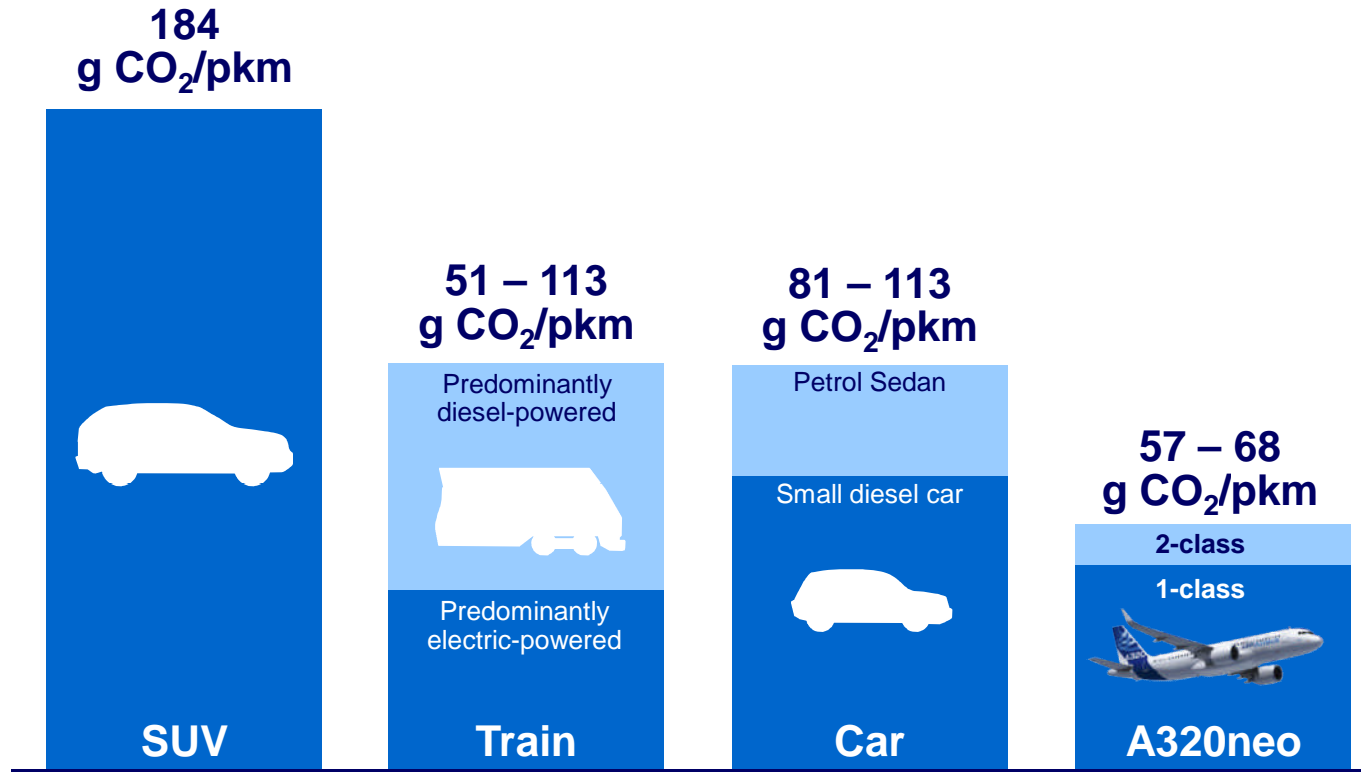 184
g CO₂/pkm
51 – 113
g CO₂/pkm
Predominantly
diesel-powered
Predominantly
electric-powered
81 – 113
g CO₂/pkm
Petrol Sedan
Small diesel car
57 – 68
g CO₂/pkm
2-class
1-class
A320
SUV
Train
Car
A320neo